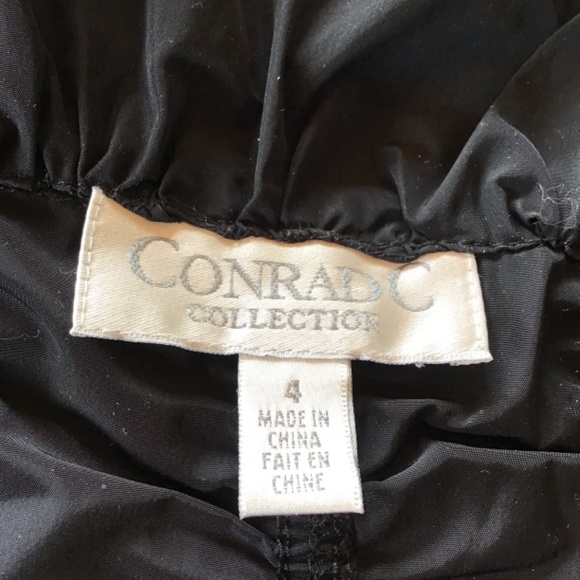 CONRAD C
COLLECTION
4
MADE IN
CHINA
FAIT EN
CHINE